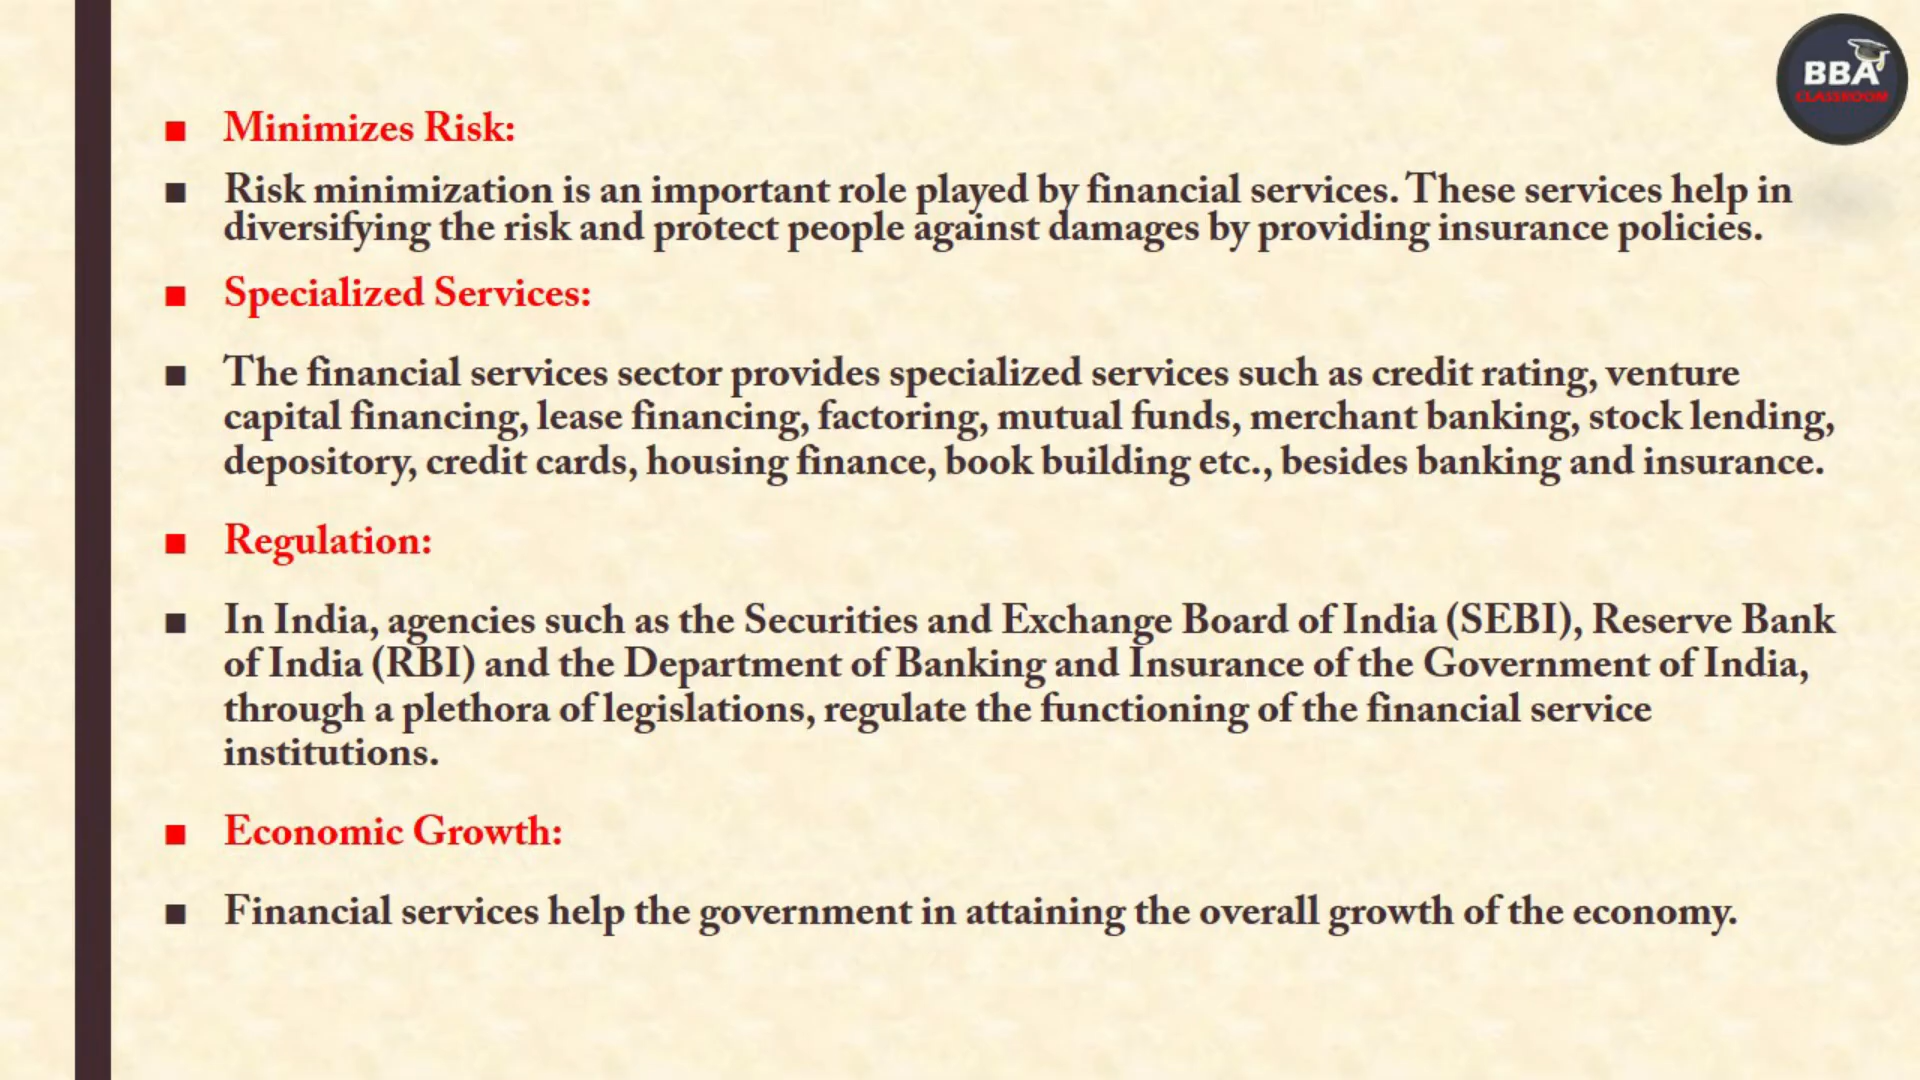 BBA
CLASSROOM
■ Minimizes Risk:
■ Risk minimization is an important role played by financial services. These services help in
diversifying the risk and protect people against damages by providing insurance policies.
■ Specialized Services:
■ The financial services sector provides specialized services such as credit rating, venture
capital financing, lease financing, factoring, mutual funds, merchant banking, stock lending,
depository, credit cards, housing finance, book building etc., besides banking and insurance.
■ Regulation:
■ In India, agencies such as the Securities and Exchange Board of India (SEBI), Reserve Bank
of India (RBI) and the Department of Banking and Insurance of the Government of India,
through a plethora of legislations, regulate the functioning of the financial service
institutions.
■ Economic Growth:
■ Financial services help the government in attaining the overall growth of the economy.